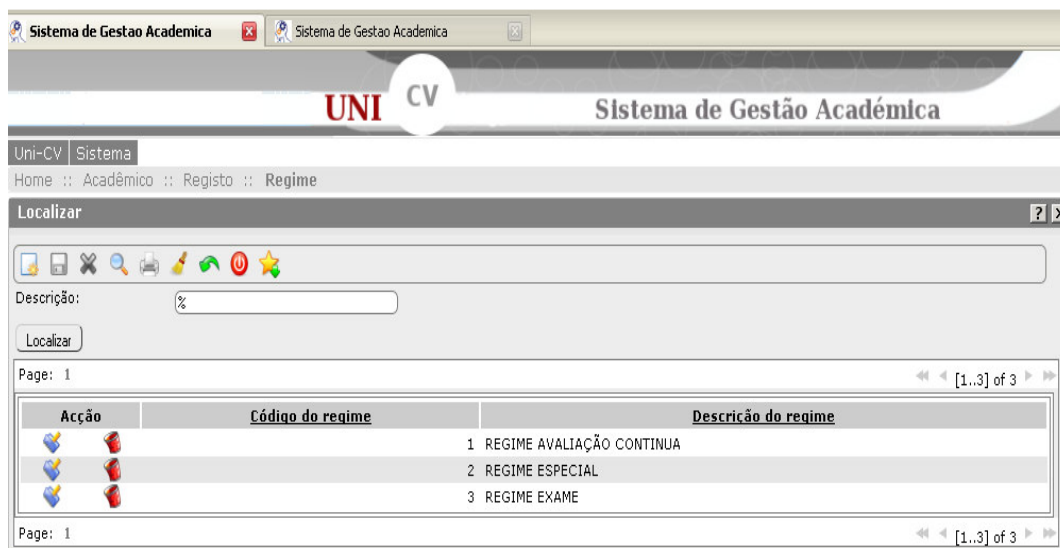 Sistema de Gestao Academica Sistema de Gestao Academica
UNI CV Sistema de Gestão Académica
Uni-CV Sistema
Home :: Acadêmico :: Registo :: Regime
Localizar ?
Descrição: %
Localizar
Page: 1 [1..3] of 3
Acção Código do regime Descrição do regime
1 REGIME AVALIAÇÃO CONTINUA
2 REGIME ESPECIAL
3 REGIME EXAME
Page: 1 [1..3] of 3